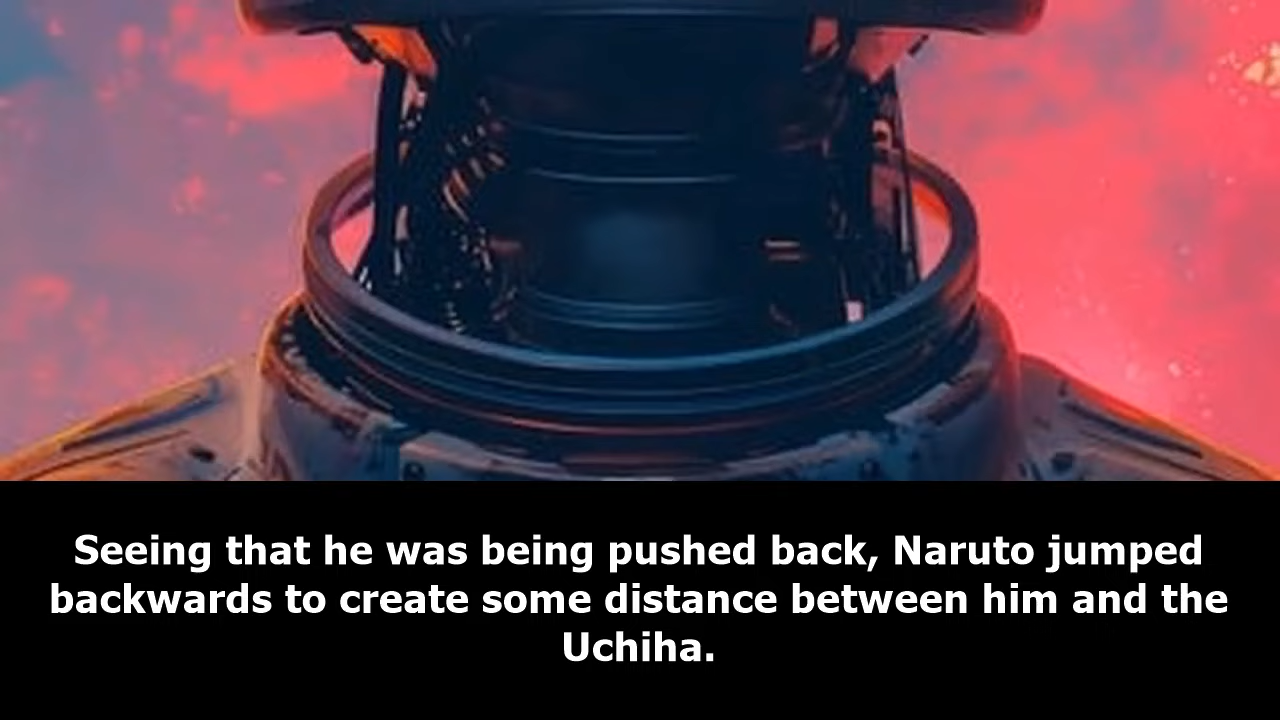 Seeing that he was being pushed back, Naruto jumped
backwards to create some distance between him and the
Uchiha.